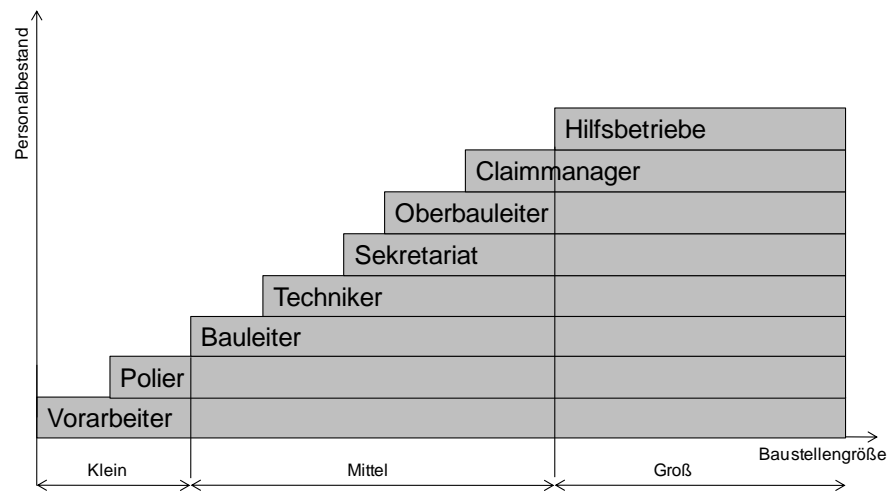 Personalbestand
Hilfsbetriebe
Claimmanager
Oberbauleiter
Sekretariat
Techniker
Bauleiter
Polier
Vorarbeiter
Baustellengröße
Klein
Mittel
Groß